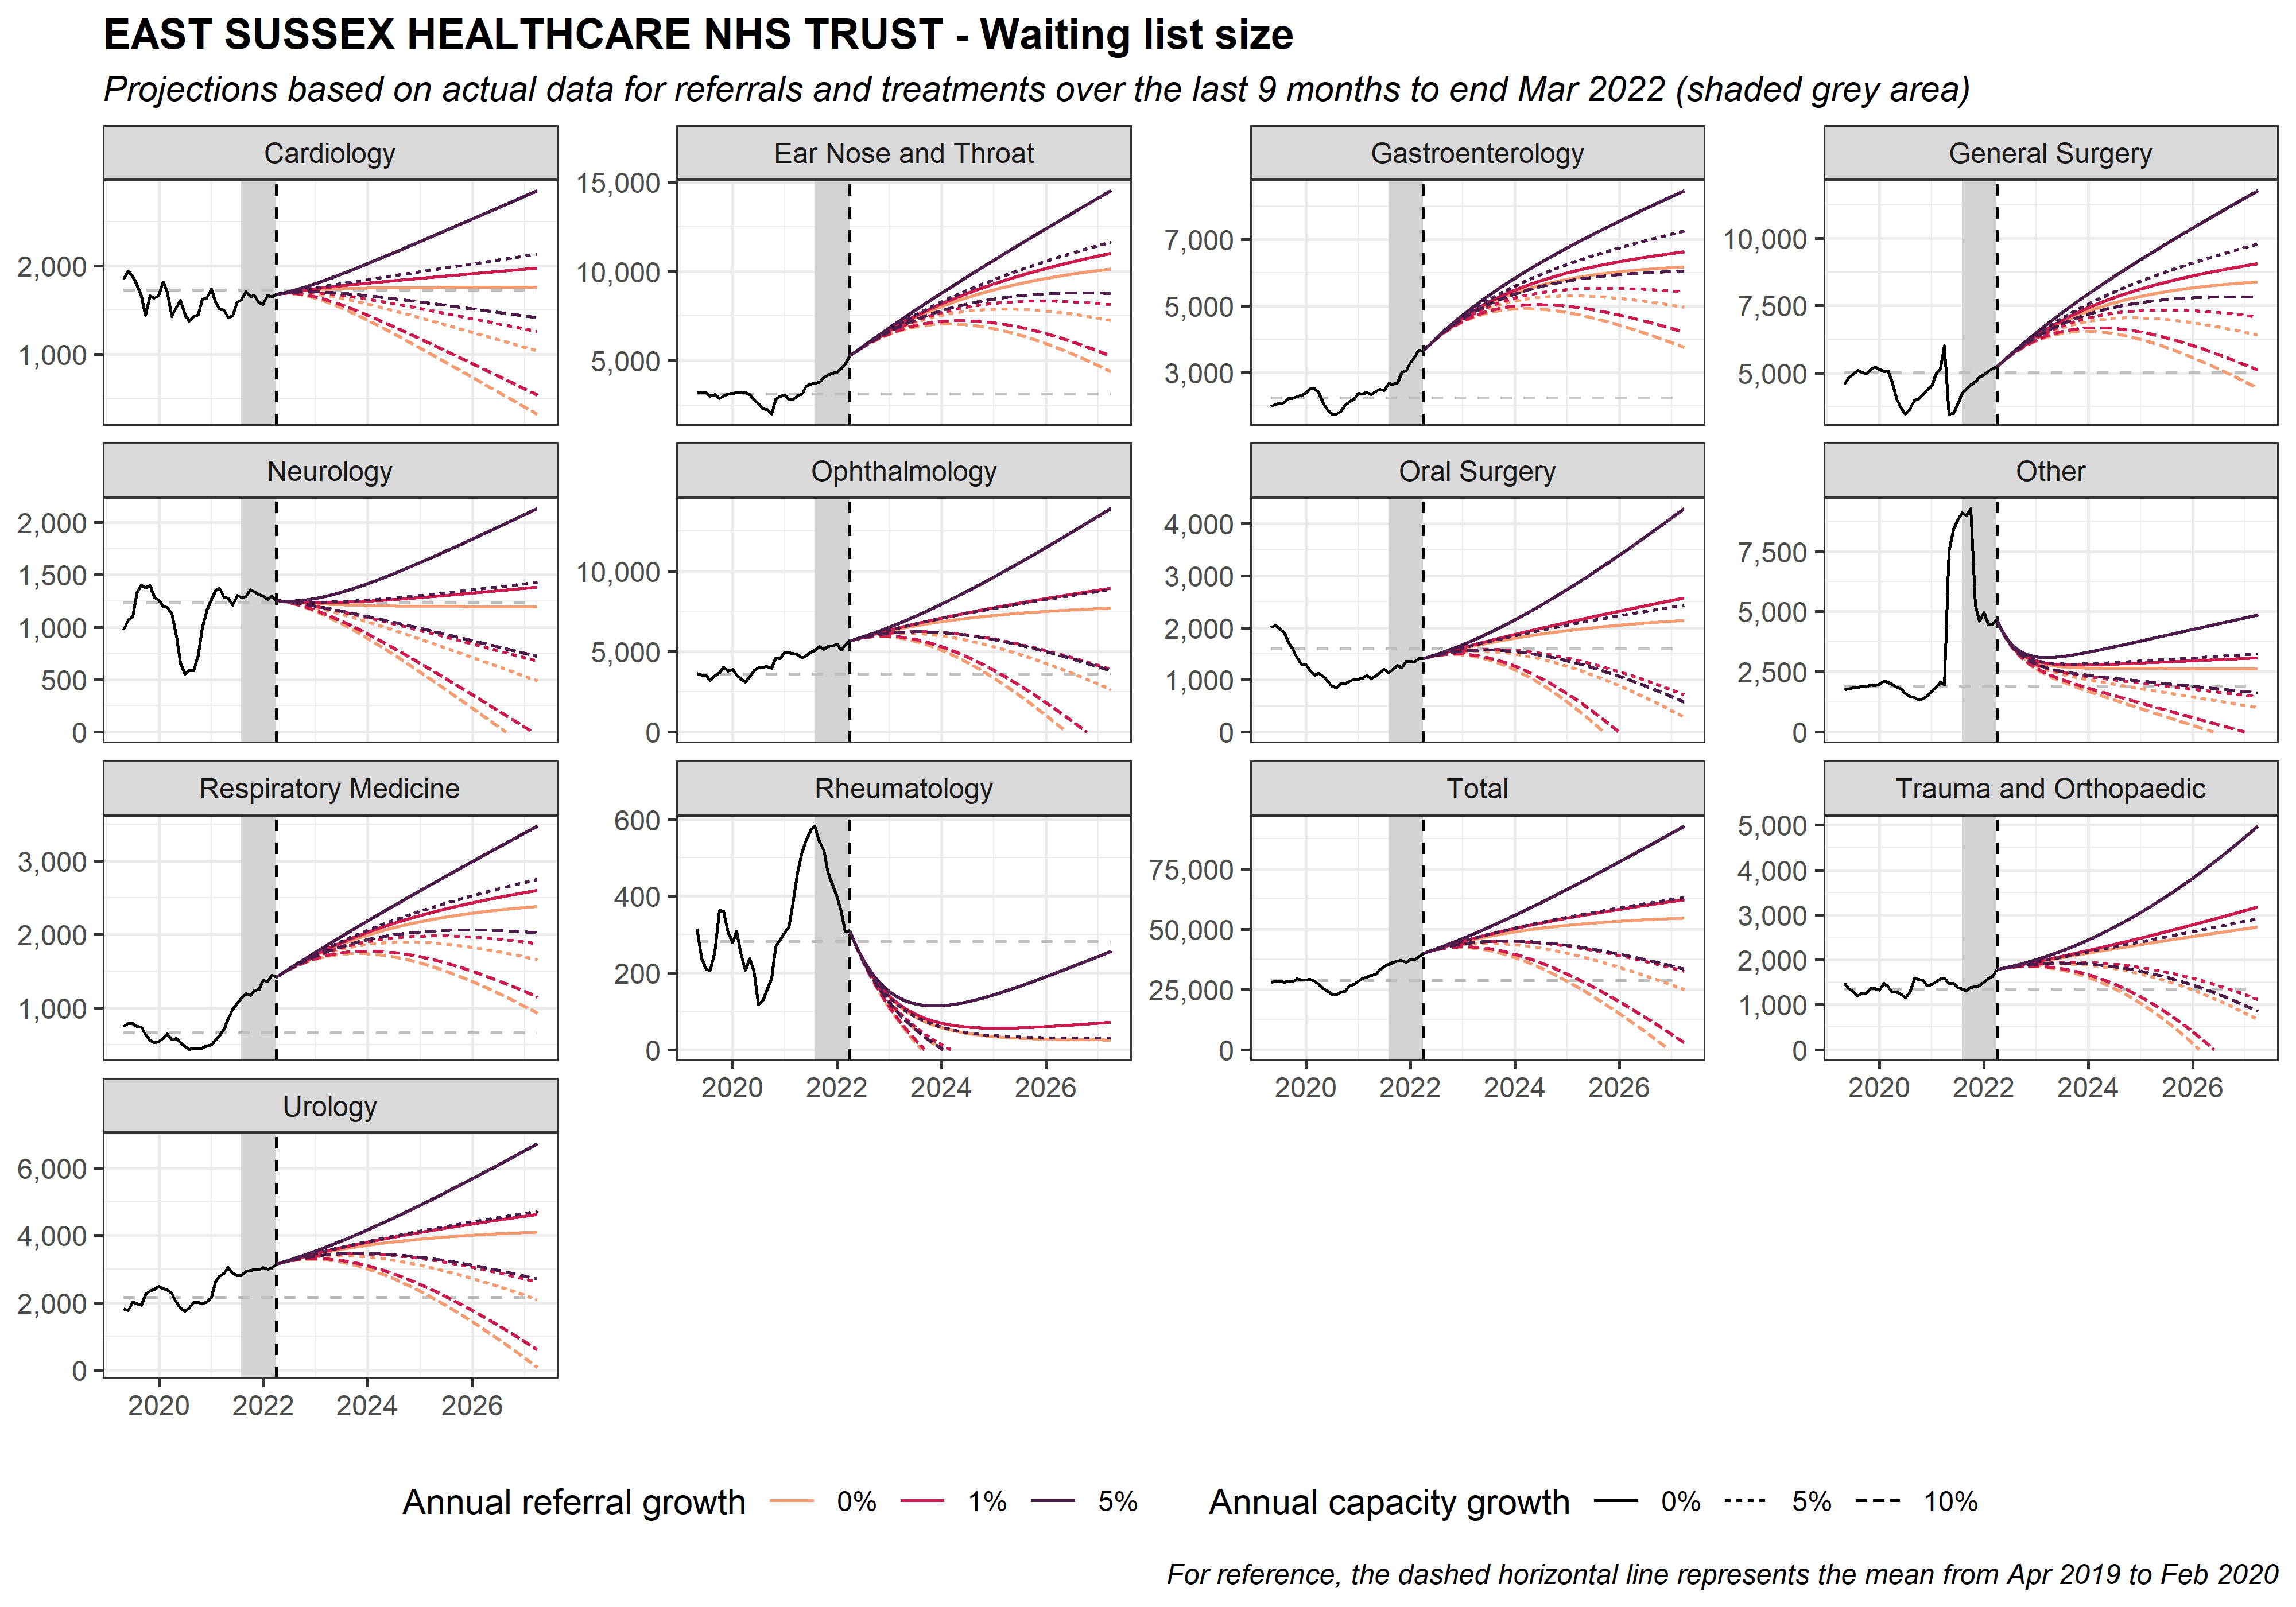 EAST SUSSEX HEALTHCARE NHS TRUST - Waiting list size
Projections based on actual data for referrals and treatments over the last 9 months to end Mar 2022 (shaded grey area)
Cardiology
2,000
1,000
Ear Nose and Throat
15,000
10,000
5,000
Gastroenterology
7,000
5,000
3,000
General Surgery
10,000
7,500
5,000
Neurology
2,000
1,500
1,000
500
0
Ophthalmology
10,000
5,000
0
Oral Surgery
4,000
3,000
2,000
1,000
0
Other
7,500
5,000
2,500
0
Respiratory Medicine
3,000
2,000
1,000
Rheumatology
600
400
200
0
2020 2022 2024 2026
Total
75,000
50,000
25,000
0
2020 2022 2024 2026
Trauma and Orthopaedic
5,000
4,000
3,000
2,000
1,000
0
2020 2022 2024 2026
Urology
6,000
4,000
2,000
0
2020 2022 2024 2026
Annual referral growth 0% 1% 5% Annual capacity growth 0% 5% 10%
For reference, the dashed horizontal line represents the mean from Apr 2019 to Feb 2020